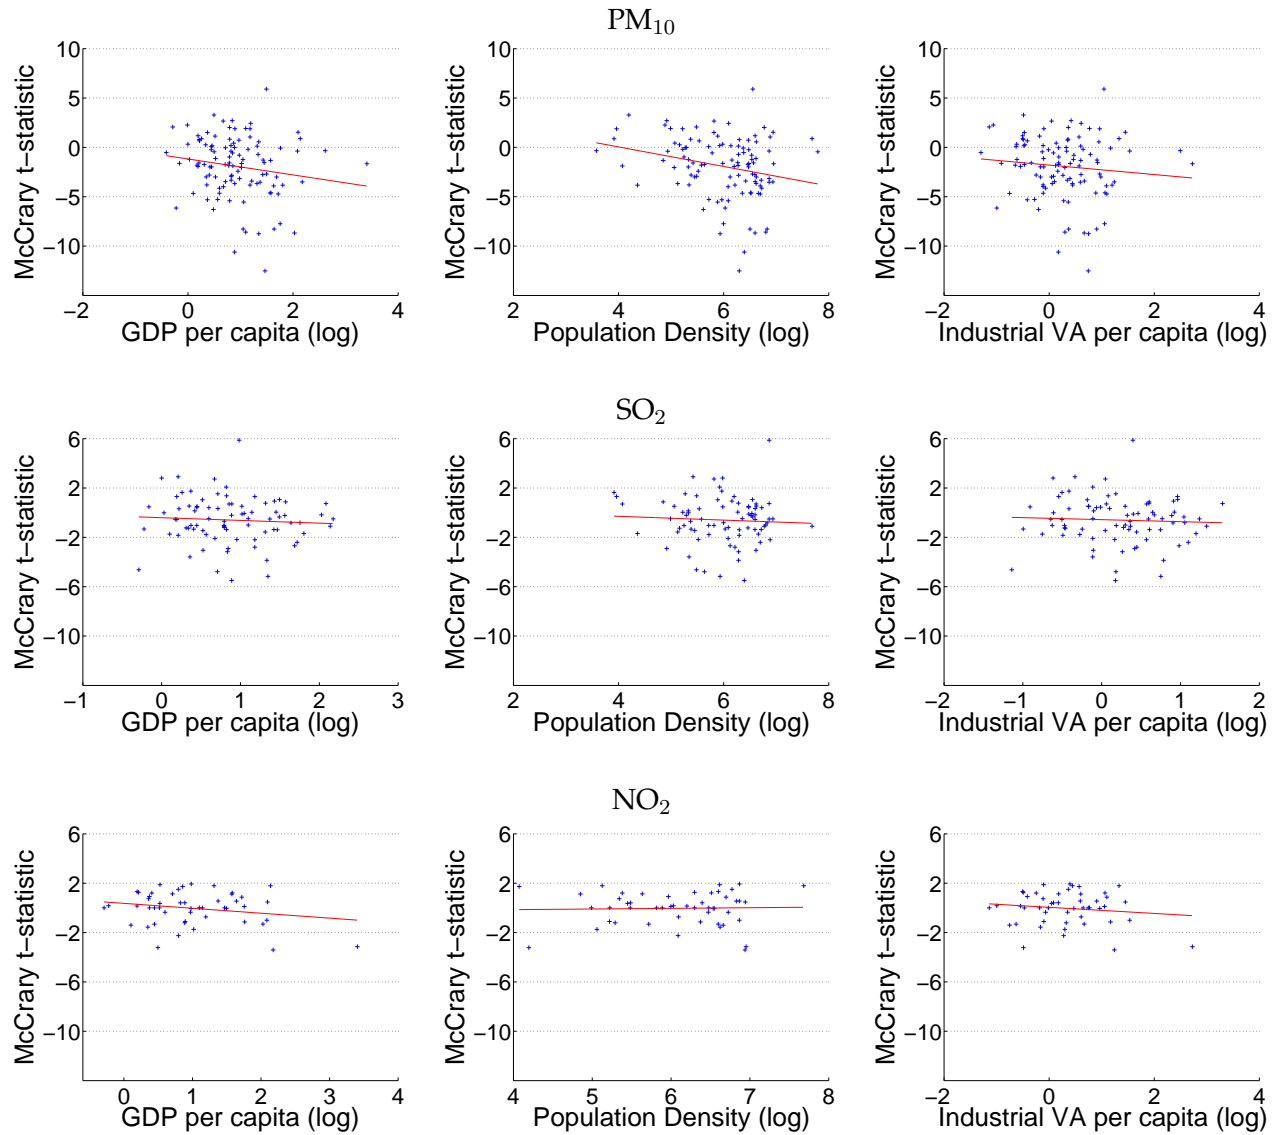 PM₁₀
10
5
0
−5
−10
McCrary t−statistic
−2 0 2 4
GDP per capita (log)
10
5
0
−5
−10
McCrary t−statistic
2 4 6 8
Population Density (log)
10
5
0
−5
−10
McCrary t−statistic
−2 0 2 4
Industrial VA per capita (log)
SO₂
6
2
−2
−6
−10
McCrary t−statistic
−1 0 1 2 3
GDP per capita (log)
6
2
−2
−6
−10
McCrary t−statistic
2 4 6 8
Population Density (log)
6
2
−2
−6
−10
McCrary t−statistic
−2 −1 0 1 2
Industrial VA per capita (log)
NO₂
6
2
−2
−6
−10
McCrary t−statistic
0 1 2 3 4
GDP per capita (log)
6
2
−2
−6
−10
McCrary t−statistic
4 5 6 7 8
Population Density (log)
6
2
−2
−6
−10
McCrary t−statistic
−2 0 2 4
Industrial VA per capita (log)